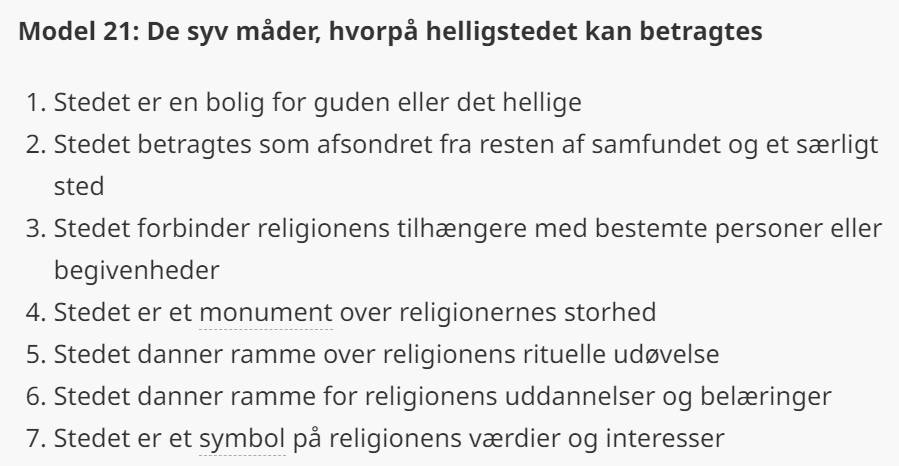 Model 21: De syv måder, hvorpå helligstedet kan betragtes
1. Stedet er en bolig for guden eller det hellige
2. Stedet betragtes som afsondret fra resten af samfundet og et særligt
sted
3. Stedet forbinder religionens tilhængere med bestemte personer eller
begivenheder
4. Stedet er et monument over religionernes storhed
5. Stedet danner ramme over religionens rituelle udøvelse
6. Stedet danner ramme for religionens uddannelser og belæringer
7. Stedet er et symbol på religionens værdier og interesser